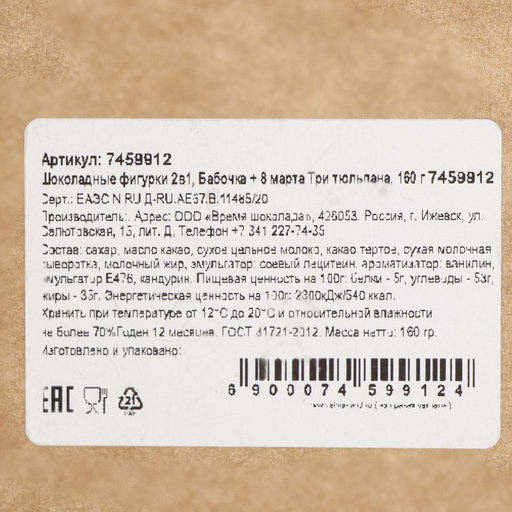 Артикул: 7459912
Шоколадные фигурки 2в1, Бабочка + 8 марта Три тюльпана, 160 г 7459912
Серт.: ЕАЭС N RU Д-RU.АЕ37.В.11485/20
Производитель:. Адрес: ООО «Время шоколада», 426053. Россия, г. Ижевск, ул.
Салютовская, 15, лит. Д, Телефон +7 341 227-74-35
Состав: сахар, масло какао, сухое цельное молоко, какао тертое, сухая молочная
сыворотка, молочный жир, эмульгатор: соевый лецитин, ароматизатор: ванилин,
эмульгатор Е476, кандурин. Пищевая ценность на 100г: белки - 5г, углеводы - 53г,
жиры - 35г. Энергетическая ценность на 100г: 2300кДж/540 ккал.
Хранить при температуре от 12°С до 20°С и относительной влажности
не более 70%Годен 12 месяцев. ГОСТ 31721-2012. Масса нетто: 160 гр.
Изготовлено и упаковано:
EAC
21
6 900074 599124